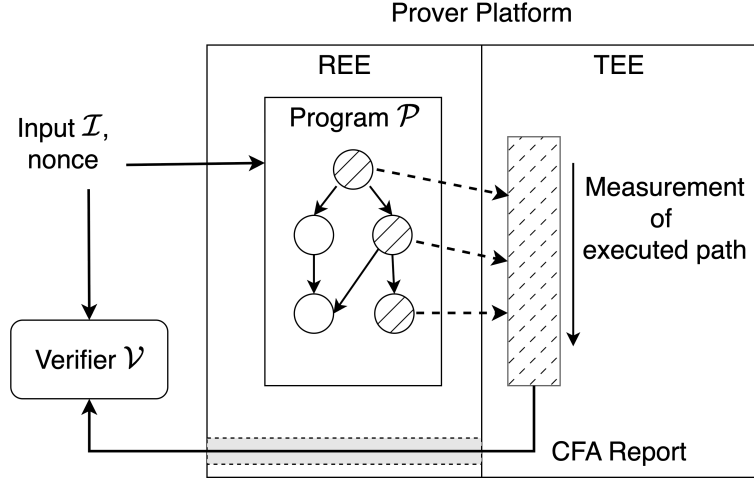 Prover Platform
REE
TEE
Input ℐ,
nonce
Program 𝒫
Measurement
of
executed path
Verifier 𝒱
CFA Report